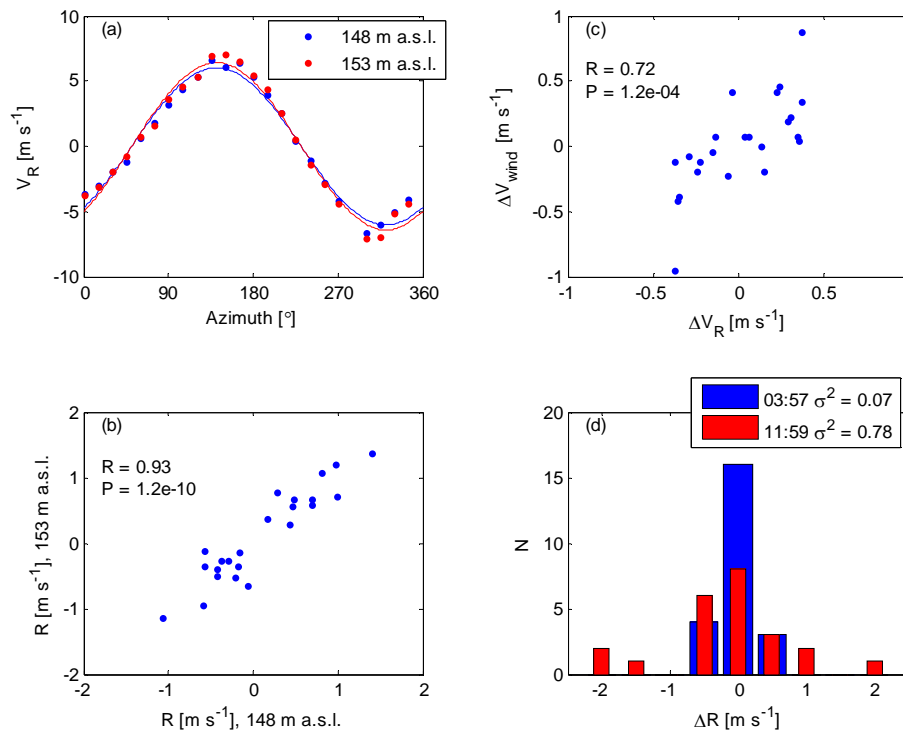 (a)
148 m a.s.l.
153 m a.s.l.
10
5
0
-5
-10
V_R [m s⁻¹]
0
90
180
270
360
Azimuth [°]
(c)
R = 0.72
P = 1.2e-04
1
0.5
0
-0.5
-1
ΔV_wind [m s⁻¹]
-1
-0.5
0
0.5
ΔV_R [m s⁻¹]
(b)
R = 0.93
P = 1.2e-10
2
1
0
-1
-2
R [m s⁻¹], 153 m a.s.l.
-2
-1
0
1
2
R [m s⁻¹], 148 m a.s.l.
03:57 σ² = 0.07
11:59 σ² = 0.78
(d)
20
15
10
5
0
N
-2
-1
0
1
2
ΔR [m s⁻¹]